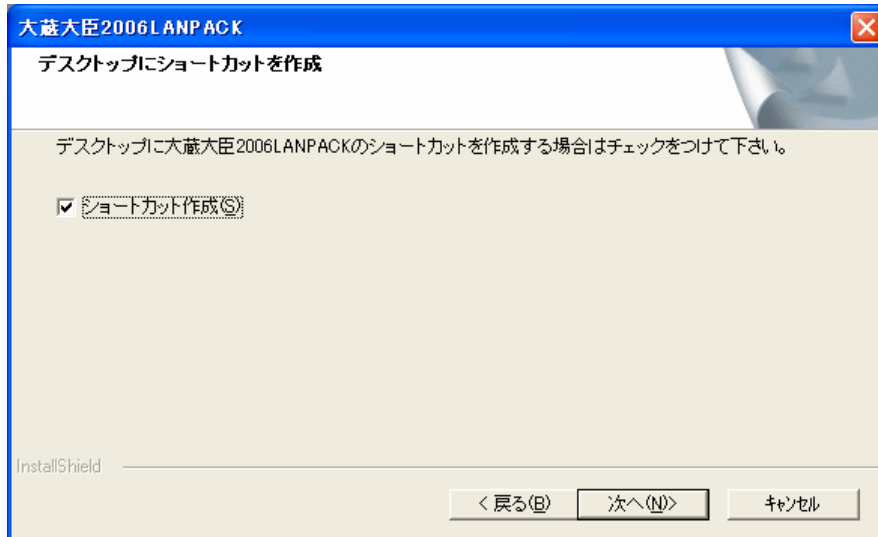 大蔵大臣2006LANPACK
デスクトップにショートカットを作成
デスクトップに大蔵大臣2006LANPACKのショートカットを作成する場合はチェックをつけて下さい。
ショートカット作成(S)
InstallShield
< 戻る(B) 次へ(N)> キャンセル